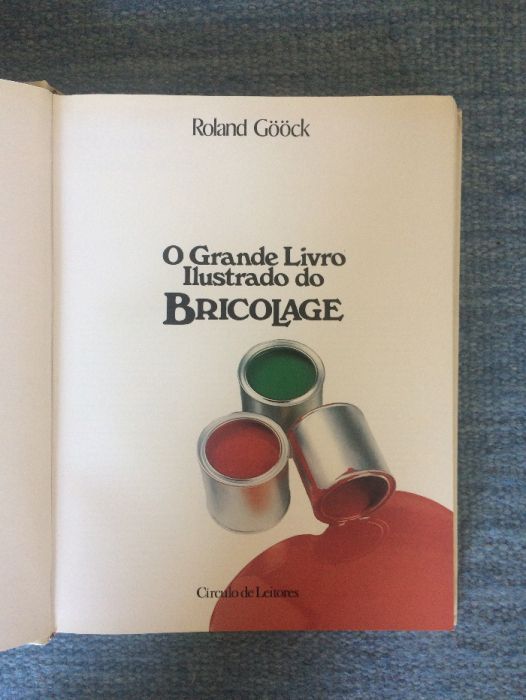 Roland Gööck
O Grande Livro
Ilustrado do
BRICOLAGE
Círculo de Leitores